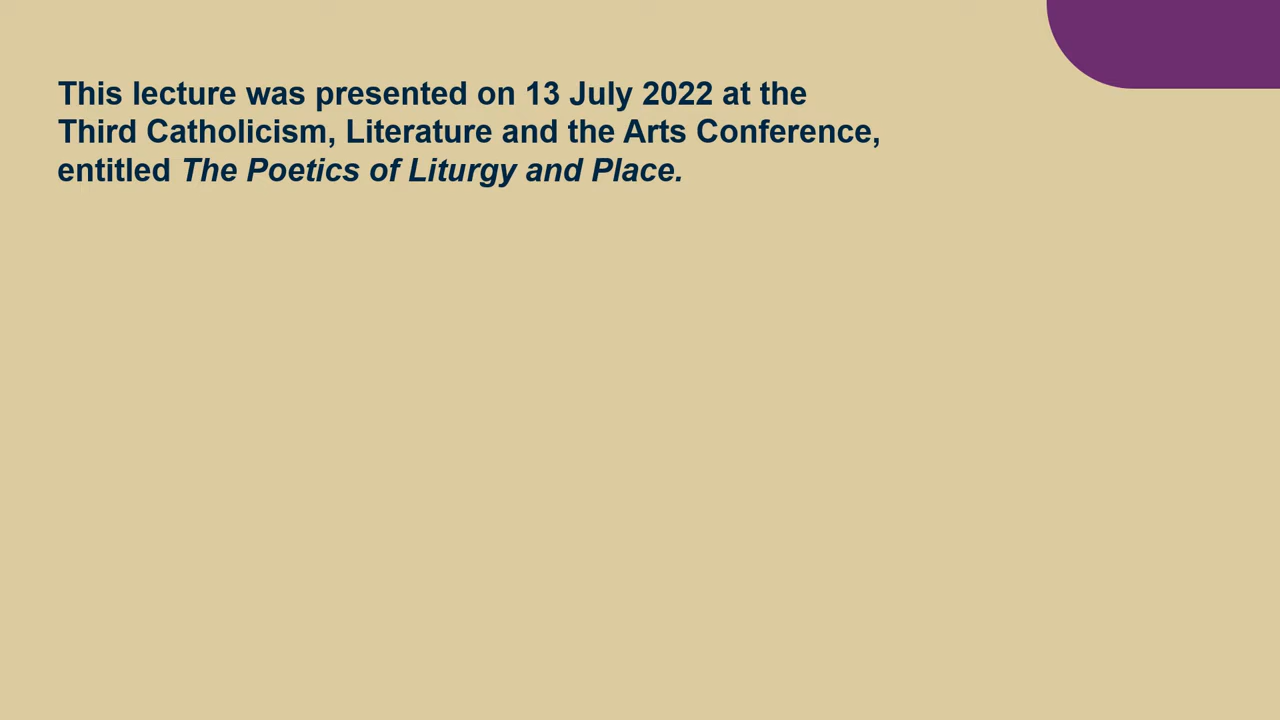 This lecture was presented on 13 July 2022 at the
Third Catholicism, Literature and the Arts Conference,
entitled The Poetics of Liturgy and Place.